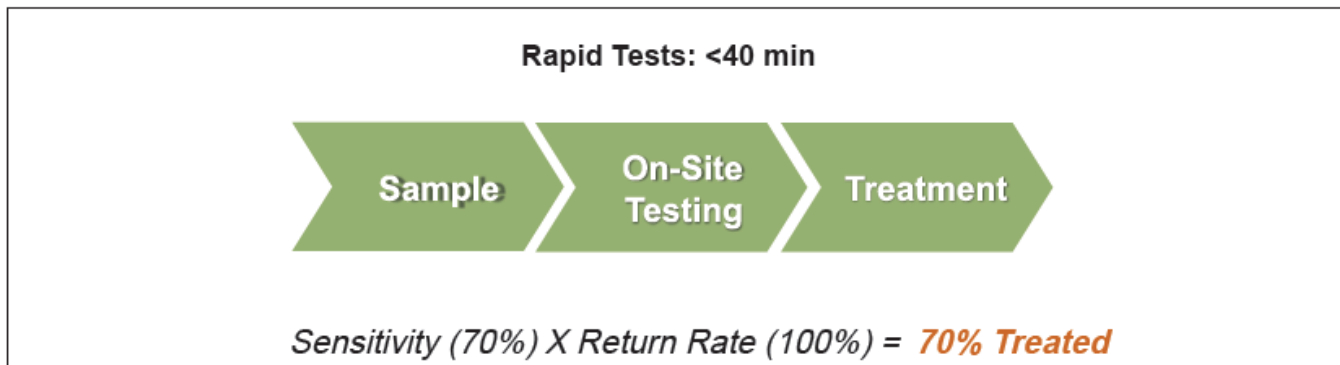 Rapid Tests: <40 min
Sample
On-Site
Testing
Treatment
Sensitivity (70%) X Return Rate (100%) = 70% Treated